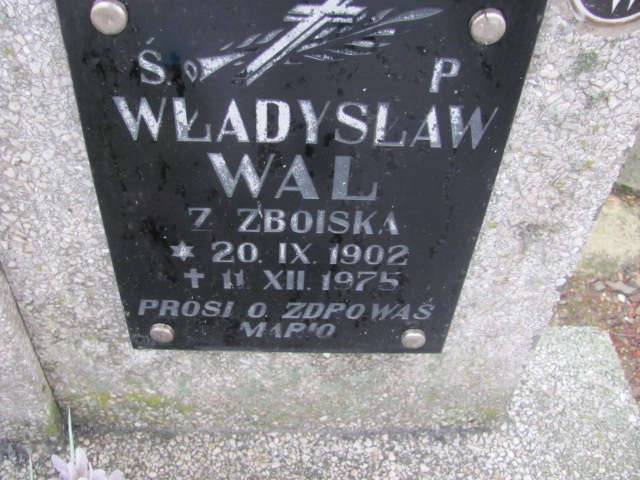 Ś. P.
WŁADYSŁAW
WAL
Z ZBOISKA
* 20. IX. 1902
† 11 XII. 1975
PROSI O ZDROWAŚ
MARIO